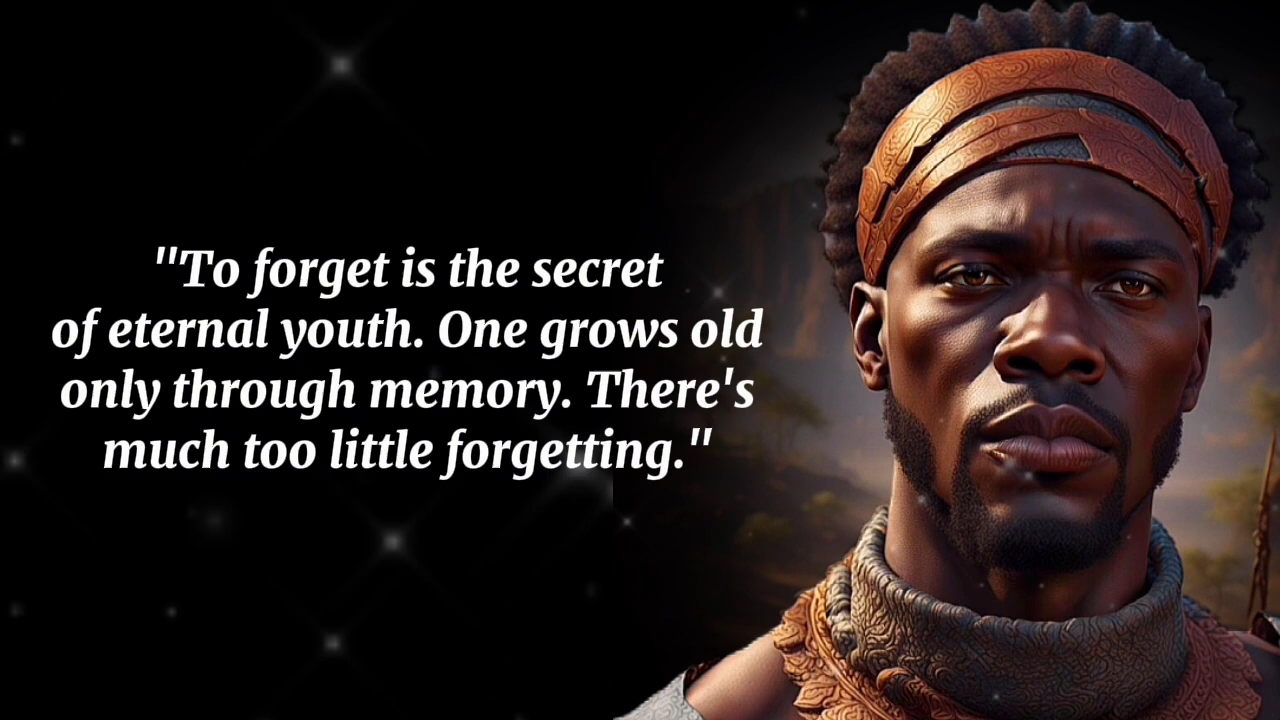 "To forget is the secret
of eternal youth. One grows old
only through memory. There's
much too little forgetting."